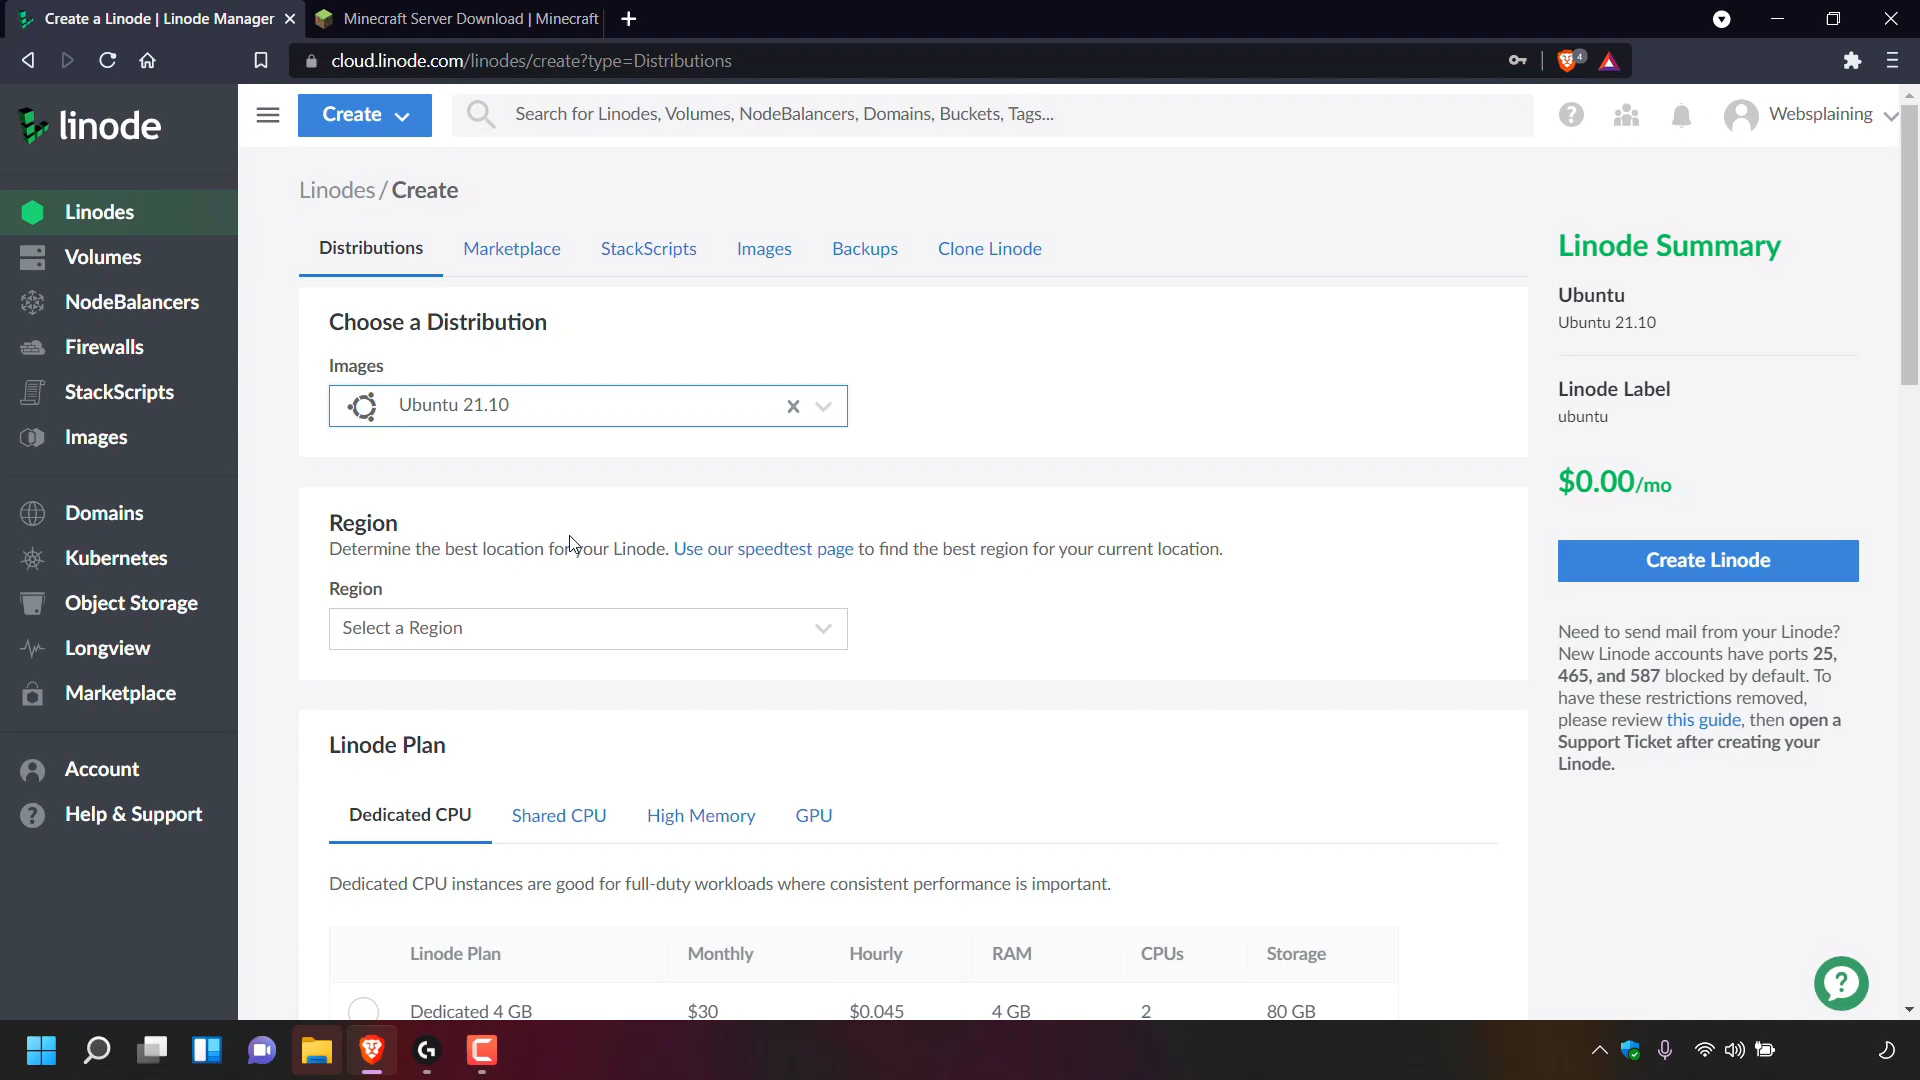 Create a Linode | Linode Manager
Minecraft Server Download | Minecraft
cloud.linode.com/linodes/create?type=Distributions
4
linode
Create
Search for Linodes, Volumes, NodeBalancers, Domains, Buckets, Tags...
Websplaining
Linodes
Volumes
NodeBalancers
Firewalls
StackScripts
Images
Domains
Kubernetes
Object Storage
Longview
Marketplace
Account
Help & Support
Linodes / Create
Distributions
Marketplace
StackScripts
Images
Backups
Clone Linode
Choose a Distribution
Images
Ubuntu 21.10
Region
Determine the best location for your Linode. Use our speedtest page to find the best region for your current location.
Region
Select a Region
Linode Plan
Dedicated CPU
Shared CPU
High Memory
GPU
Dedicated CPU instances are good for full-duty workloads where consistent performance is important.
Linode Plan Monthly Hourly RAM CPUs Storage
Dedicated 4 GB $30 $0.045 4 GB 2 80 GB
Linode Summary
Ubuntu
Ubuntu 21.10
Linode Label
ubuntu
$0.00/mo
Create Linode
Need to send mail from your Linode?
New Linode accounts have ports 25,
465, and 587 blocked by default. To
have these restrictions removed,
please review this guide, then open a
Support Ticket after creating your
Linode.